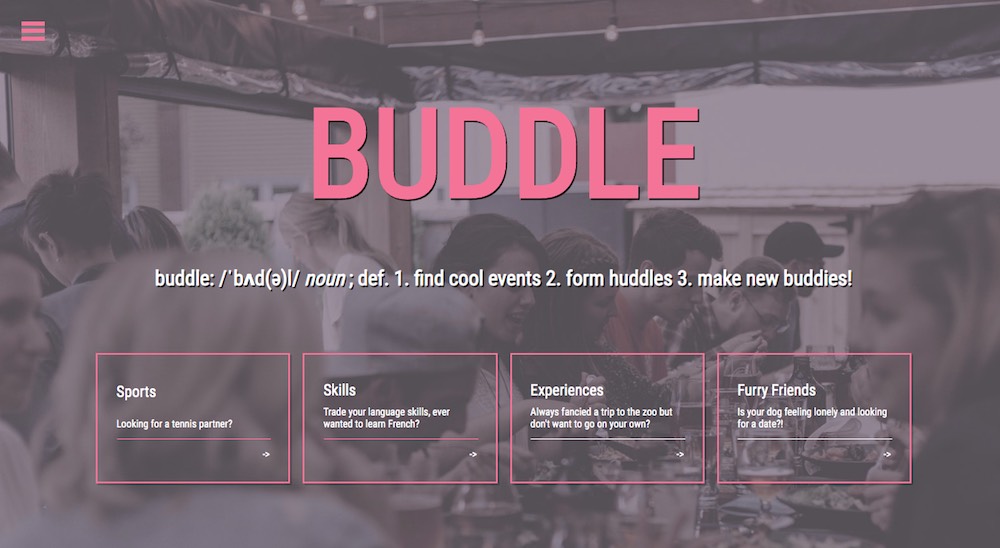 BUDDLE
buddle: /ˈbʌd(ə)l/ noun ; def. 1. find cool events 2. form huddles 3. make new buddies!
Sports
Looking for a tennis partner?
->
Skills
Trade your language skills, ever
wanted to learn French?
->
Experiences
Always fancied a trip to the zoo but
don't want to go on your own?
->
Furry Friends
Is your dog feeling lonely and looking
for a date?!
->